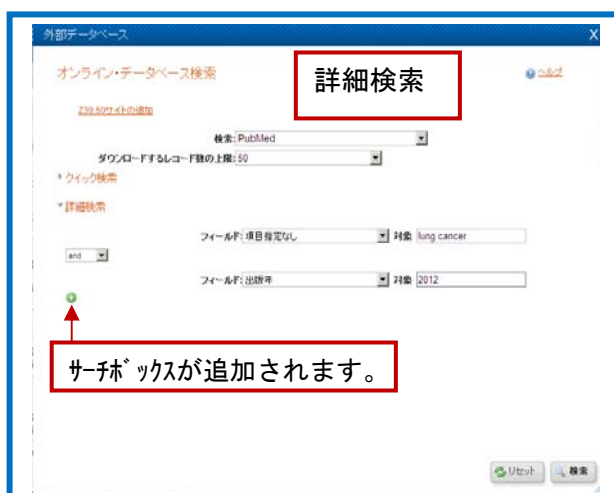 外部データベース X
オンライン・データベース検索
詳細検索
ヘルプ
Z39.50サイトの追加
検索: PubMed
ダウンロードするレコード数の上限: 50
クイック検索
詳細検索
フィールド: 項目指定なし 対象 lung cancer
and
フィールド: 出版年 対象 2012
ｻｰﾁﾎﾞｯｸｽが追加されます。
リセット 検索